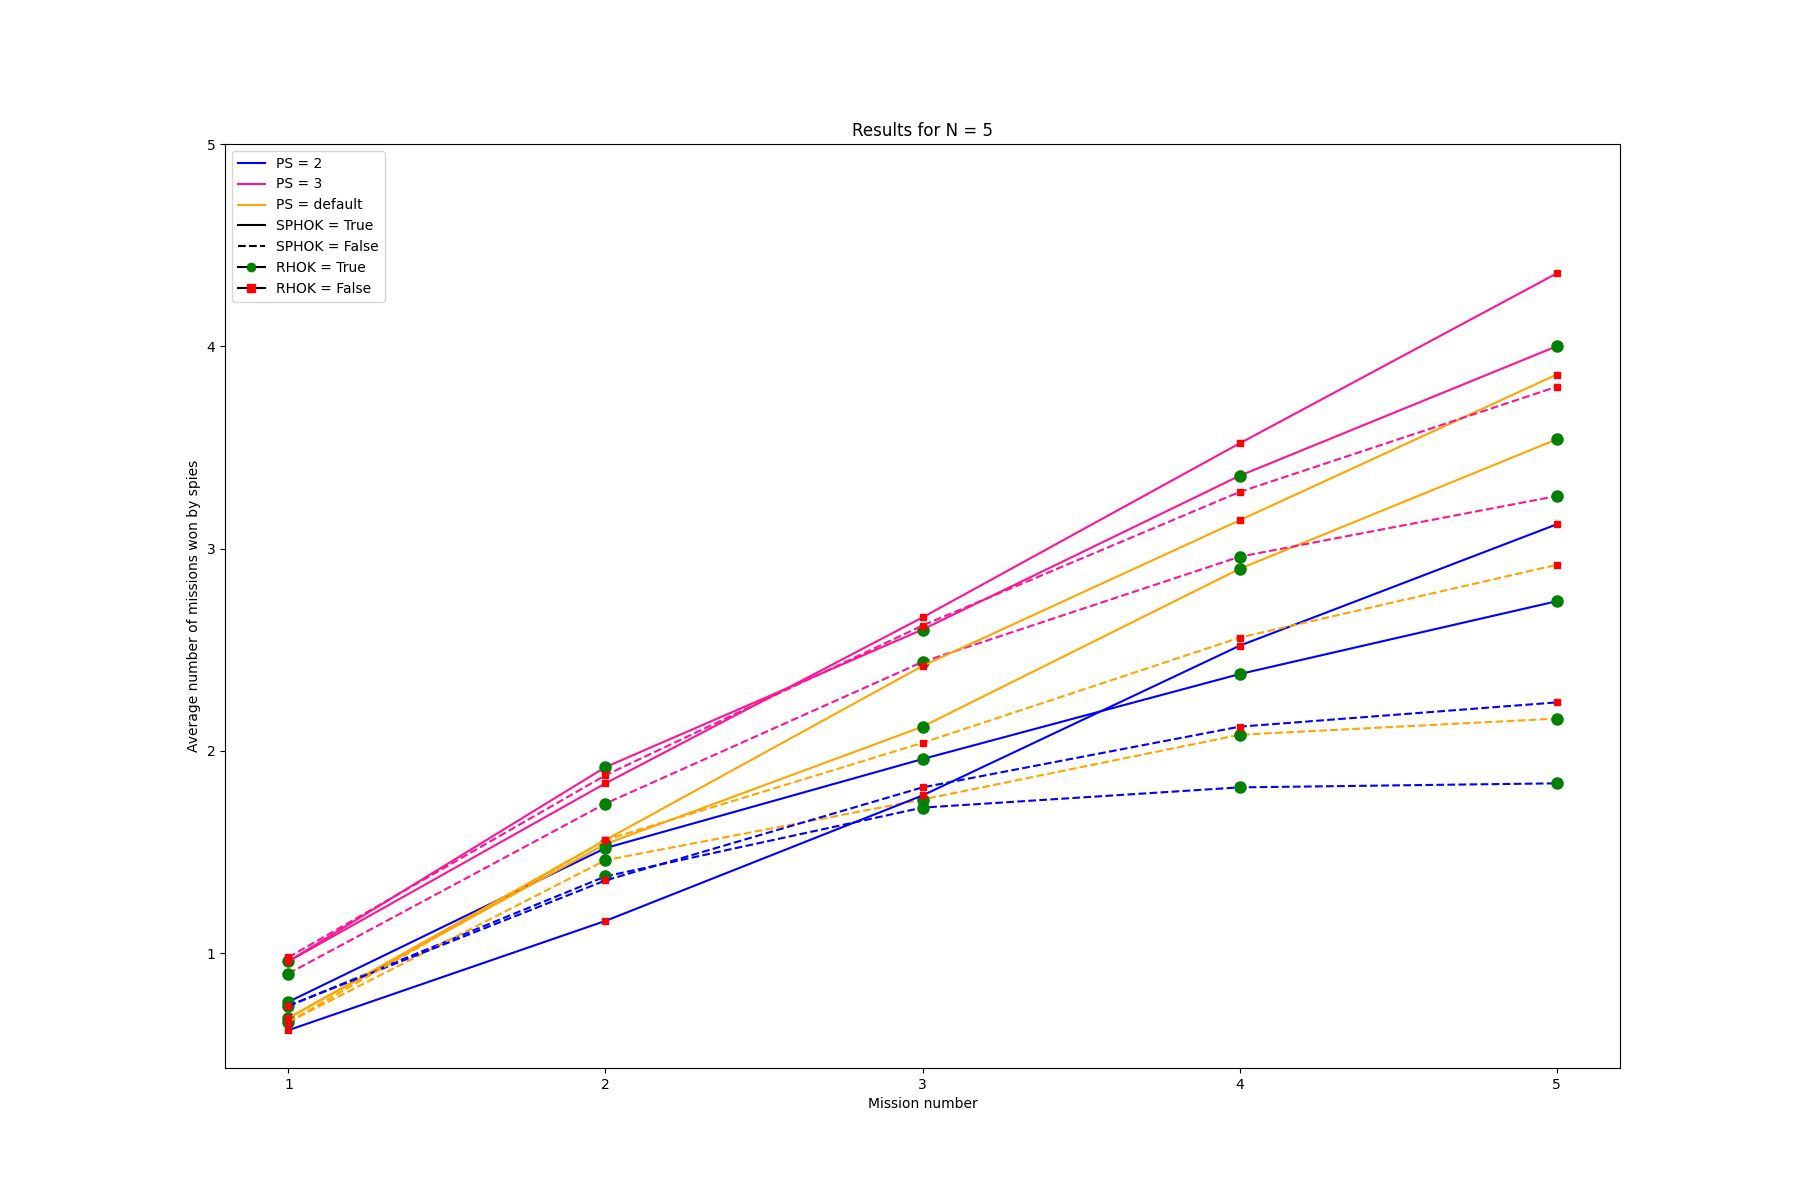 Results for N = 5
5
PS = 2
PS = 3
PS = default
SPHOK = True
SPHOK = False
RHOK = True
RHOK = False
4
3
2
1
Average number of missions won by spies
1 2 3 4 5
Mission number